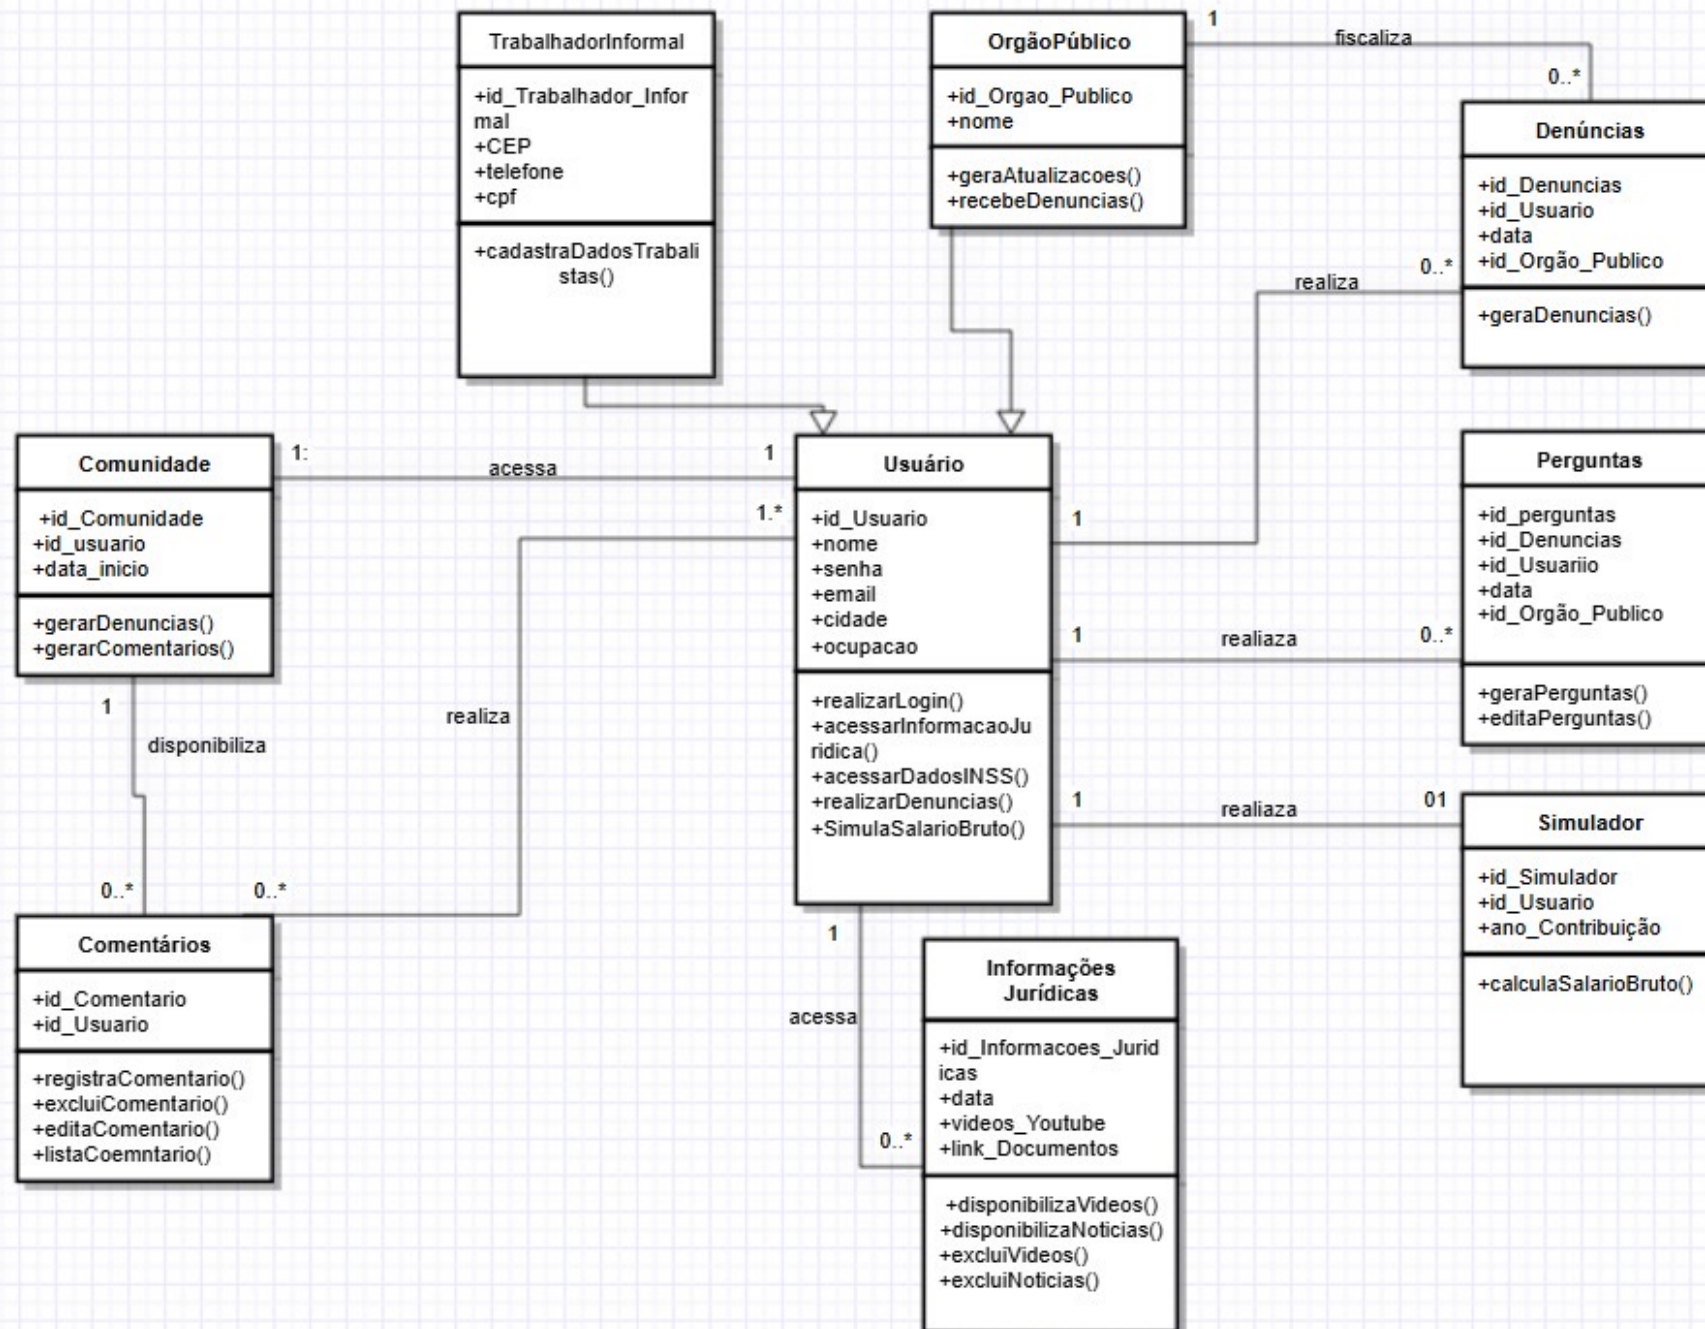 TrabalhadorInformal
+id_Trabalhador_Infor
mal
+CEP
+telefone
+cpf
+cadastraDadosTrabali
stas()
OrgãoPúblico
+id_Orgao_Publico
+nome
+geraAtualizacoes()
+recebeDenuncias()
1
fiscaliza
0..*
Denúncias
+id_Denuncias
+id_Usuario
+data
+id_Orgão_Publico
+geraDenuncias()
0..*
realiza
1
Comunidade
+id_Comunidade
+id_usuario
+data_inicio
+gerarDenuncias()
+gerarComentarios()
1:
acessa
1
1.*
Usuário
+id_Usuario
+nome
+senha
+email
+cidade
+ocupacao
+realizarLogin()
+acessarInformacaoJu
ridica()
+acessarDadosINSS()
+realizarDenuncias()
+SimulaSalarioBruto()
Perguntas
+id_perguntas
+id_Denuncias
+id_Usuariio
+data
+id_Orgão_Publico
+geraPerguntas()
+editaPerguntas()
1
realiaza
0..*
1
disponibiliza
realiza
0..*
0..*
1
realiaza
01
Simulador
+id_Simulador
+id_Usuario
+ano_Contribuição
+calculaSalarioBruto()
Comentários
+id_Comentario
+id_Usuario
+registraComentario()
+excluiComentario()
+editaComentario()
+listaCoemntario()
1
acessa
0..*
Informações
Jurídicas
+id_Informacoes_Jurid
icas
+data
+videos_Youtube
+link_Documentos
+disponibilizaVideos()
+disponibilizaNoticias()
+excluiVideos()
+excluiNoticias()